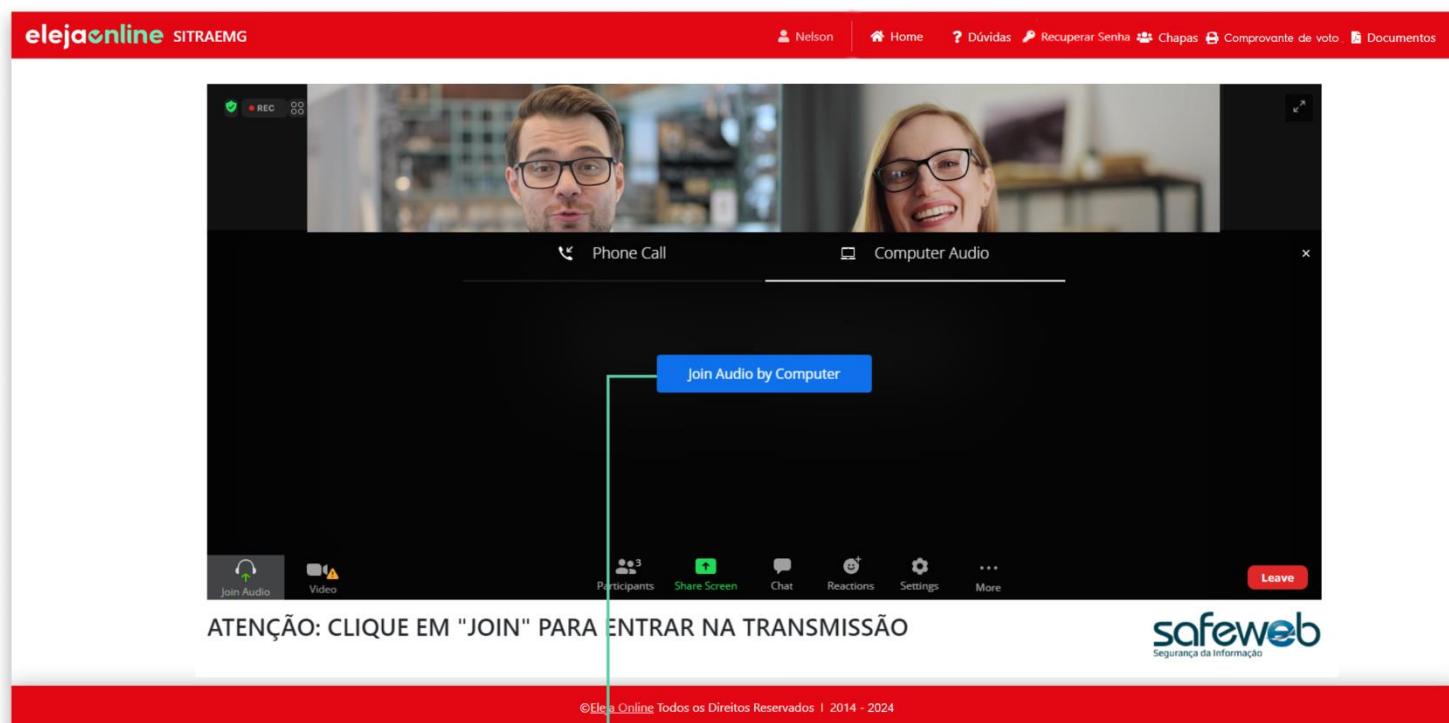 elejaonline SITRAEMG
Nelson
Home
? Dúvidas
Recuperar Senha
Chapas
Comprovante de voto
Documentos
REC
Phone Call
Computer Audio
Join Audio by Computer
Join Audio
Video
3
Participants
Share Screen
Chat
Reactions
Settings
More
Leave
ATENÇÃO: CLIQUE EM "JOIN" PARA ENTRAR NA TRANSMISSÃO
safeweb
Segurança da Informação
©Eleja Online Todos os Direitos Reservados | 2014 - 2024